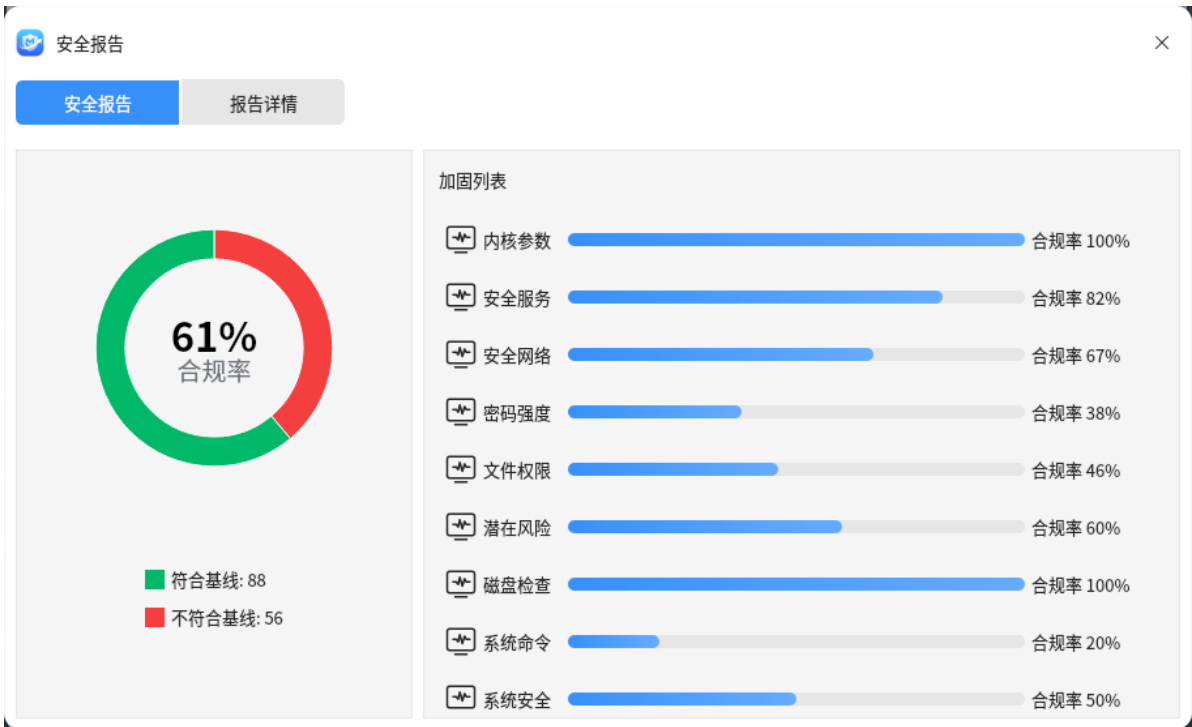 安全报告
安全报告
报告详情
61%
合规率
符合基线: 88
不符合基线: 56
加固列表
内核参数 合规率 100%
安全服务 合规率 82%
安全网络 合规率 67%
密码强度 合规率 38%
文件权限 合规率 46%
潜在风险 合规率 60%
磁盘检查 合规率 100%
系统命令 合规率 20%
系统安全 合规率 50%